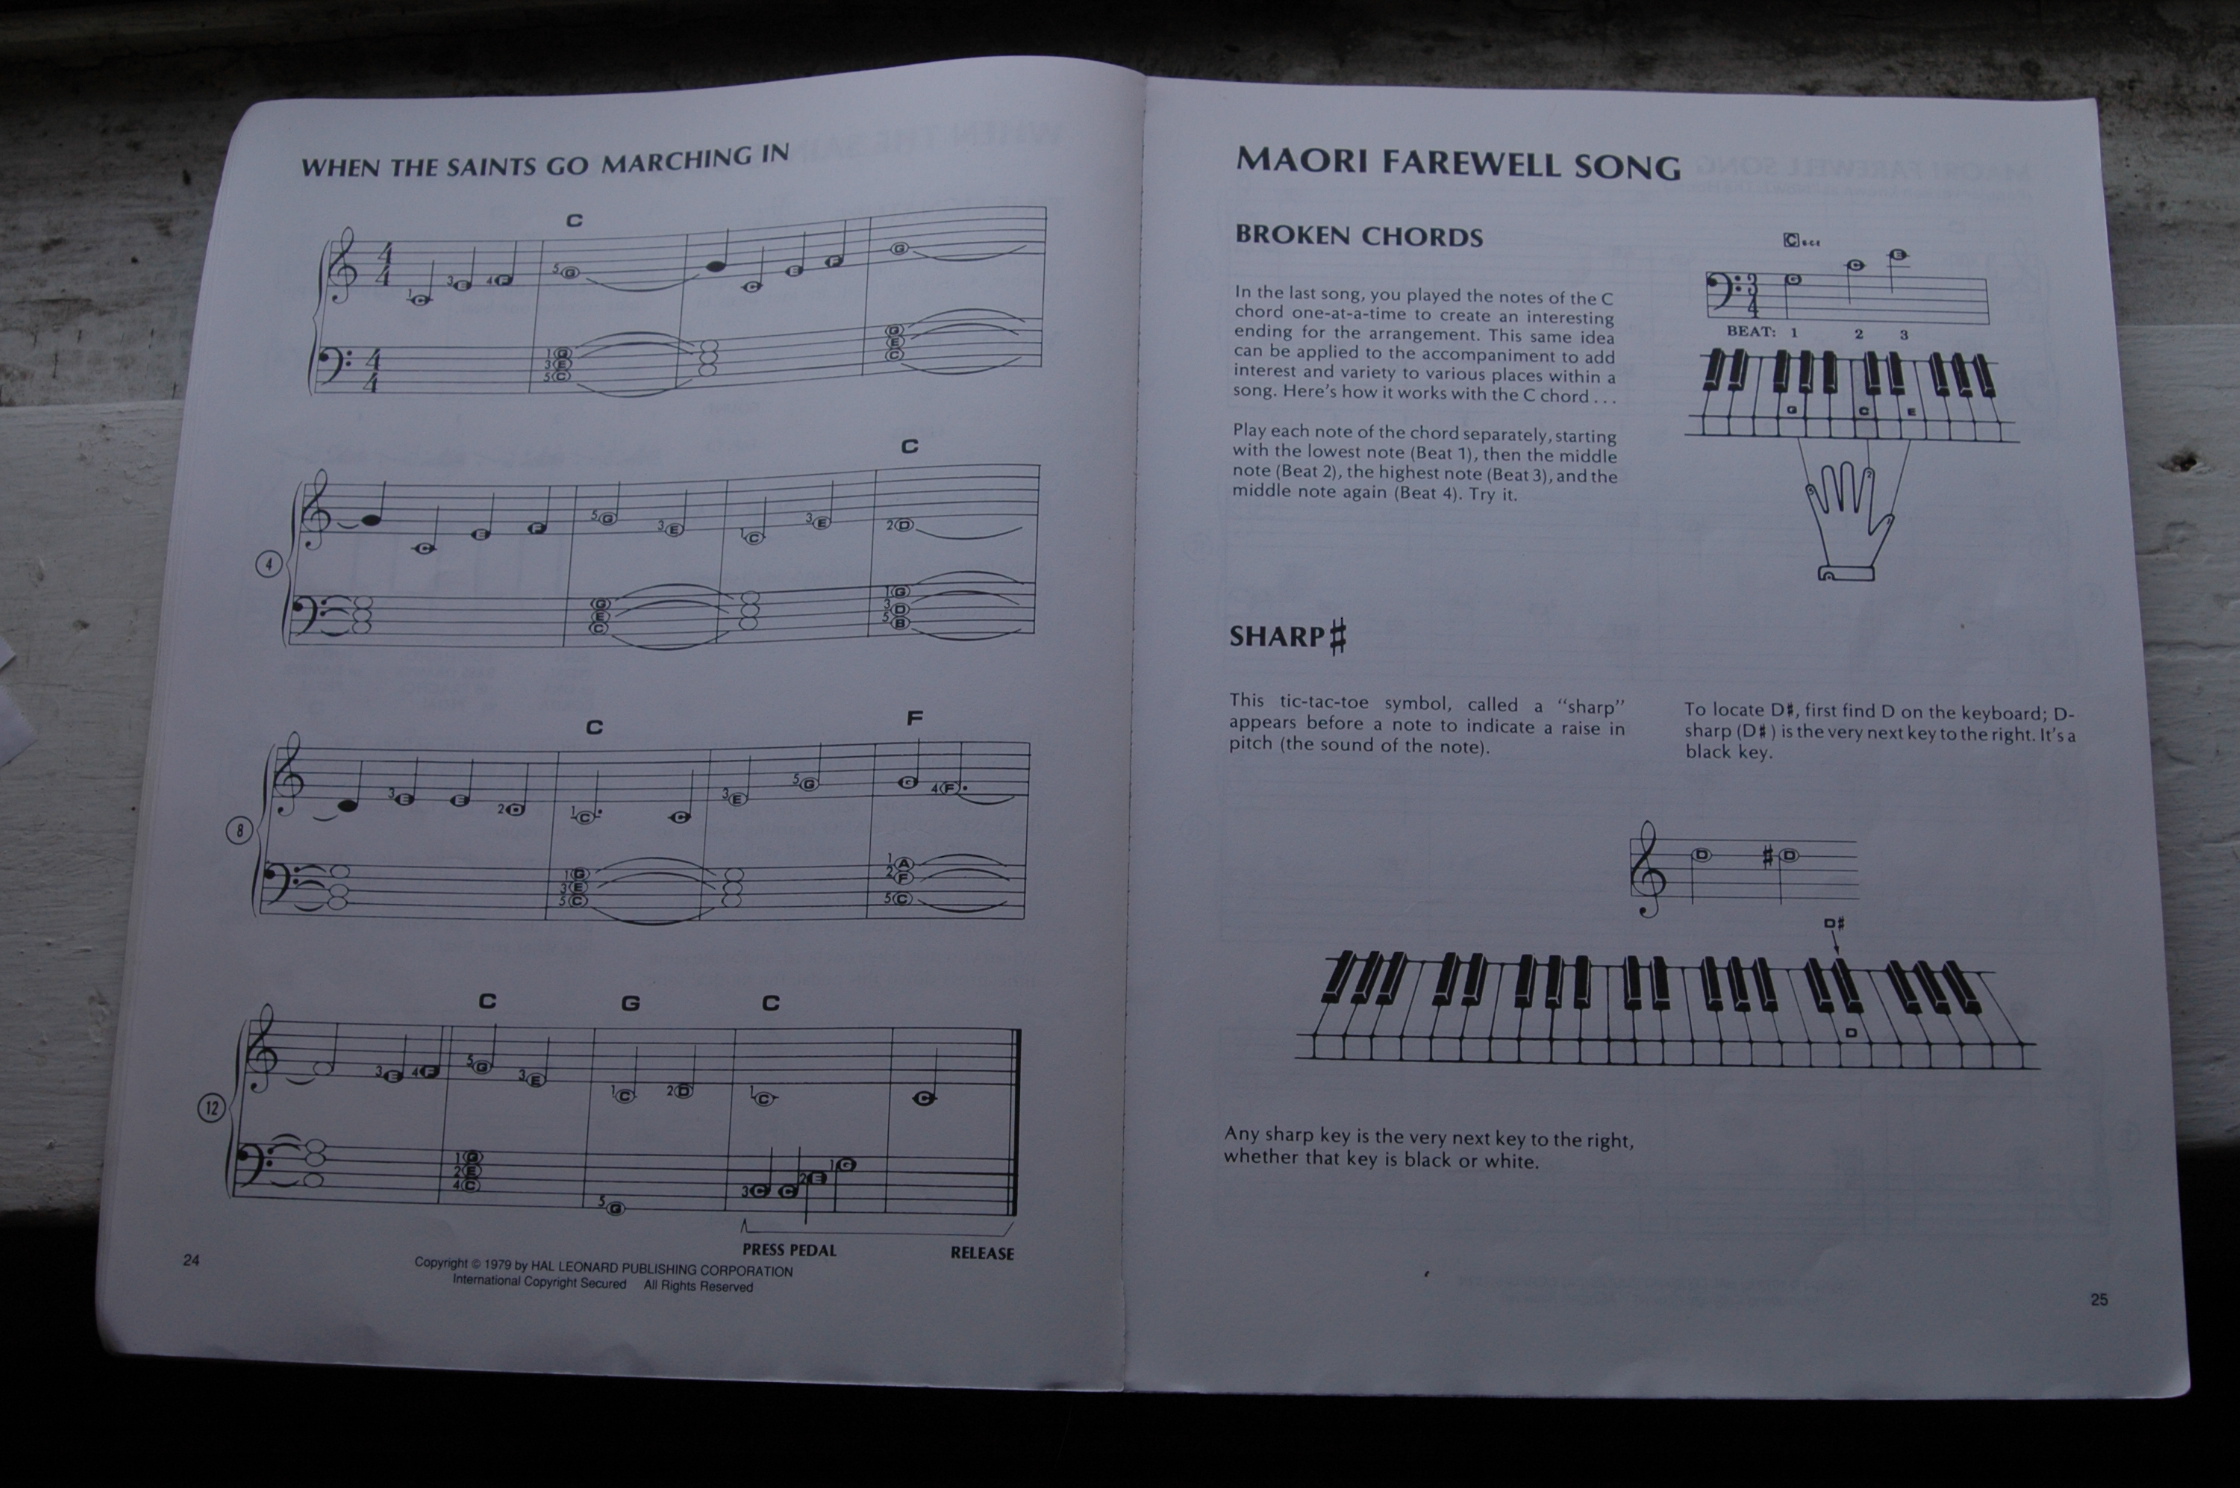 WHEN THE SAINTS GO MARCHING IN
C
4
4
1 C 3 E 4 F 5 G C E F G
4
4
1 G G
3 E E
5 C C
C
4
C E F 5 G 3 E 1 C 3 E 2 D
G 1 G
E 3 D
C 5 B
C F
8
3 E E 2 D 1 C C 3 E 5 G G 4 F
1 G 1 A
3 E 2 F
5 C 5 C
C G C
12
3 E 4 F 5 G 3 E 1 C 2 D 1 C C
1 G
2 E
4 C
5 G
3 C C 2 E 1 G
PRESS PEDAL RELEASE
24
Copyright © 1979 by HAL LEONARD PUBLISHING CORPORATION
International Copyright Secured All Rights Reserved
MAORI FAREWELL SONG
BROKEN CHORDS
In the last song, you played the notes of the C
chord one-at-a-time to create an interesting
ending for the arrangement. This same idea
can be applied to the accompaniment to add
interest and variety to various places within a
song. Here's how it works with the C chord . . .
Play each note of the chord separately, starting
with the lowest note (Beat 1), then the middle
note (Beat 2), the highest note (Beat 3), and the
middle note again (Beat 4). Try it.
C
3
4
G C E
BEAT: 1 2 3
G C E
2
SHARP♯
This tic-tac-toe symbol, called a “sharp”
appears before a note to indicate a raise in
pitch (the sound of the note).
To locate D♯, first find D on the keyboard; D-
sharp (D♯ ) is the very next key to the right. It's a
black key.
D ♯D
D♯
D
Any sharp key is the very next key to the right,
whether that key is black or white.
25